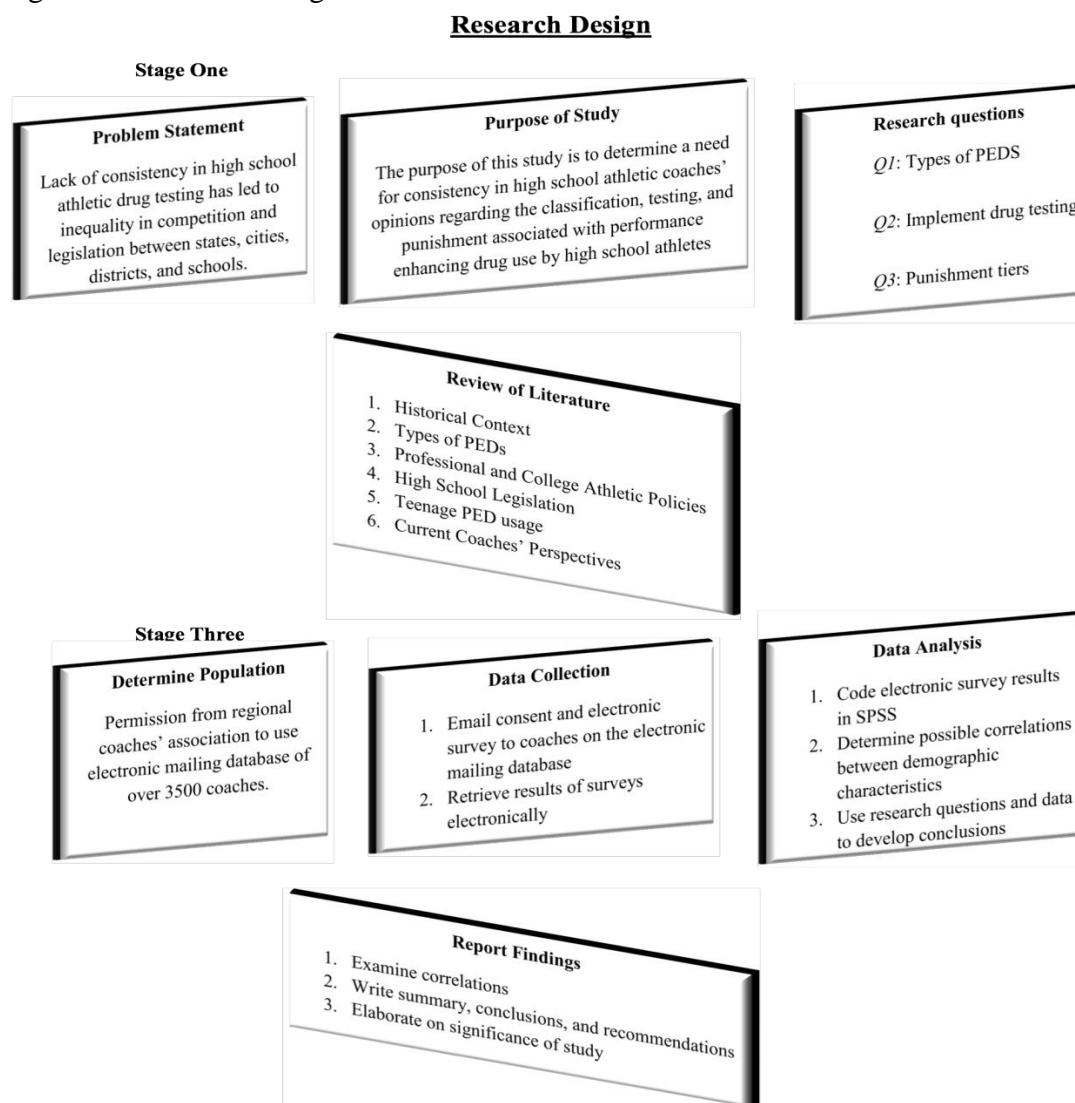 Research Design
Stage One
Problem Statement
Lack of consistency in high school
athletic drug testing has led to
inequality in competition and
legislation between states, cities,
districts, and schools.
Purpose of Study
The purpose of this study is to determine a need
for consistency in high school athletic coaches'
opinions regarding the classification, testing, and
punishment associated with performance
enhancing drug use by high school athletes
Research questions
Q1: Types of PEDS
Q2: Implement drug testing
Q3: Punishment tiers
Review of Literature
1. Historical Context
2. Types of PEDs
3. Professional and College Athletic Policies
4. High School Legislation
5. Teenage PED usage
6. Current Coaches' Perspectives
Stage Three
Determine Population
Permission from regional
coaches' association to use
electronic mailing database of
over 3500 coaches.
Data Collection
1. Email consent and electronic
survey to coaches on the electronic
mailing database
2. Retrieve results of surveys
electronically
Data Analysis
1. Code electronic survey results
in SPSS
2. Determine possible correlations
between demographic
characteristics
3. Use research questions and data
to develop conclusions
Report Findings
1. Examine correlations
2. Write summary, conclusions, and recommendations
3. Elaborate on significance of study